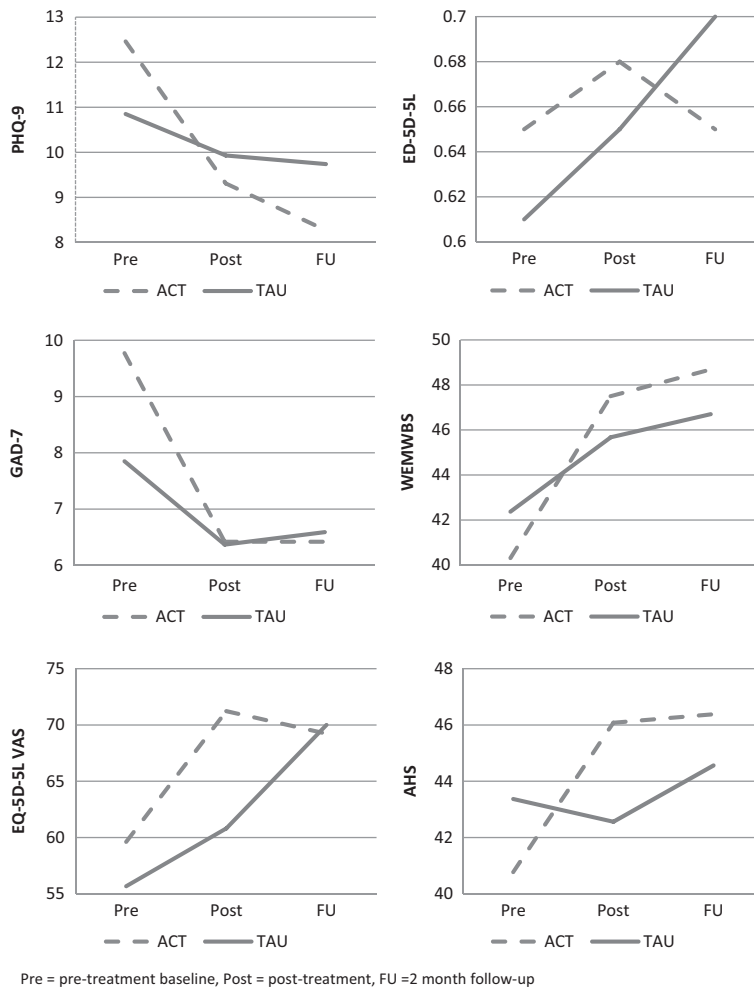 PHQ-9
13
12
11
10
9
8
Pre Post FU
ACT TAU
ED-5D-5L
0.7
0.68
0.66
0.64
0.62
0.6
Pre Post FU
ACT TAU
GAD-7
10
9
8
7
6
Pre Post FU
ACT TAU
WEMWBS
50
48
46
44
42
40
Pre Post FU
ACT TAU
EQ-5D-5L VAS
75
70
65
60
55
Pre Post FU
ACT TAU
AHS
48
46
44
42
40
Pre Post FU
ACT TAU
Pre = pre-treatment baseline, Post = post-treatment, FU =2 month follow-up